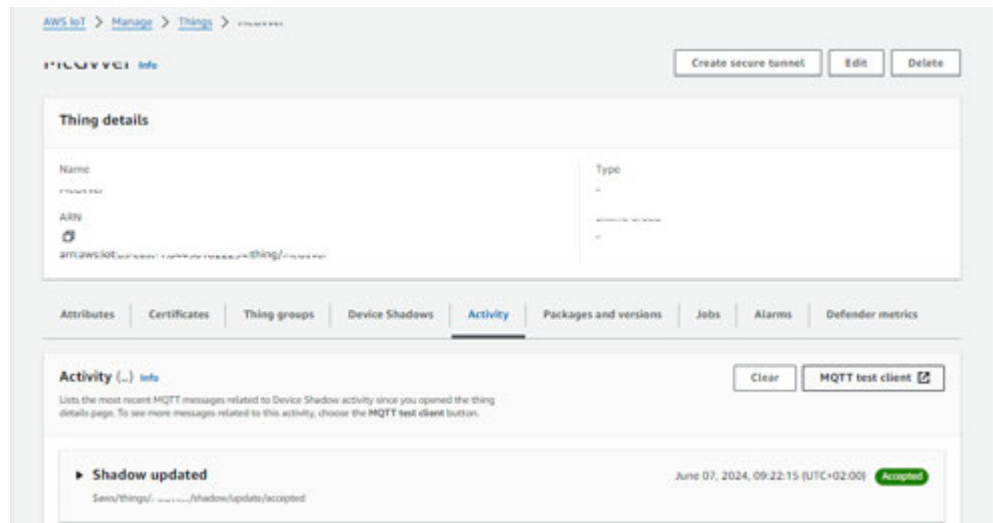 AWS IoT > Manage > Things >
Info
Create secure tunnel
Edit
Delete
Thing details
Name
Type
-
ARN
-
arn:aws:iot: thing/
Attributes
Certificates
Thing groups
Device Shadows
Activity
Packages and versions
Jobs
Alarms
Defender metrics
Activity (...) Info
Clear
MQTT test client
Lists the most recent MQTT messages related to Device Shadow activity since you opened the thing
details page. To see more messages related to this activity, choose the MQTT test client button.
Shadow updated
June 07, 2024, 09:22:15 (UTC+02:00)
Accepted
$aws/things/ /shadow/update/accepted